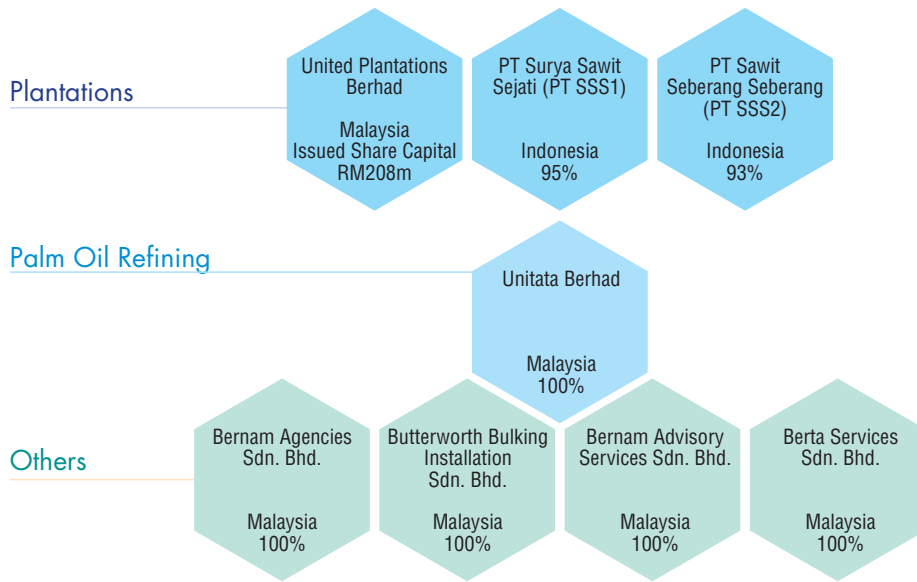 Plantations
United Plantations
Berhad
Malaysia
Issued Share Capital
RM208m
PT Surya Sawit
Sejati (PT SSS1)
Indonesia
95%
PT Sawit
Seberang Seberang
(PT SSS2)
Indonesia
93%
Palm Oil Refining
Unitata Berhad
Malaysia
100%
Others
Bernam Agencies
Sdn. Bhd.
Malaysia
100%
Butterworth Bulking
Installation
Sdn. Bhd.
Malaysia
100%
Bernam Advisory
Services Sdn. Bhd.
Malaysia
100%
Berta Services
Sdn. Bhd.
Malaysia
100%